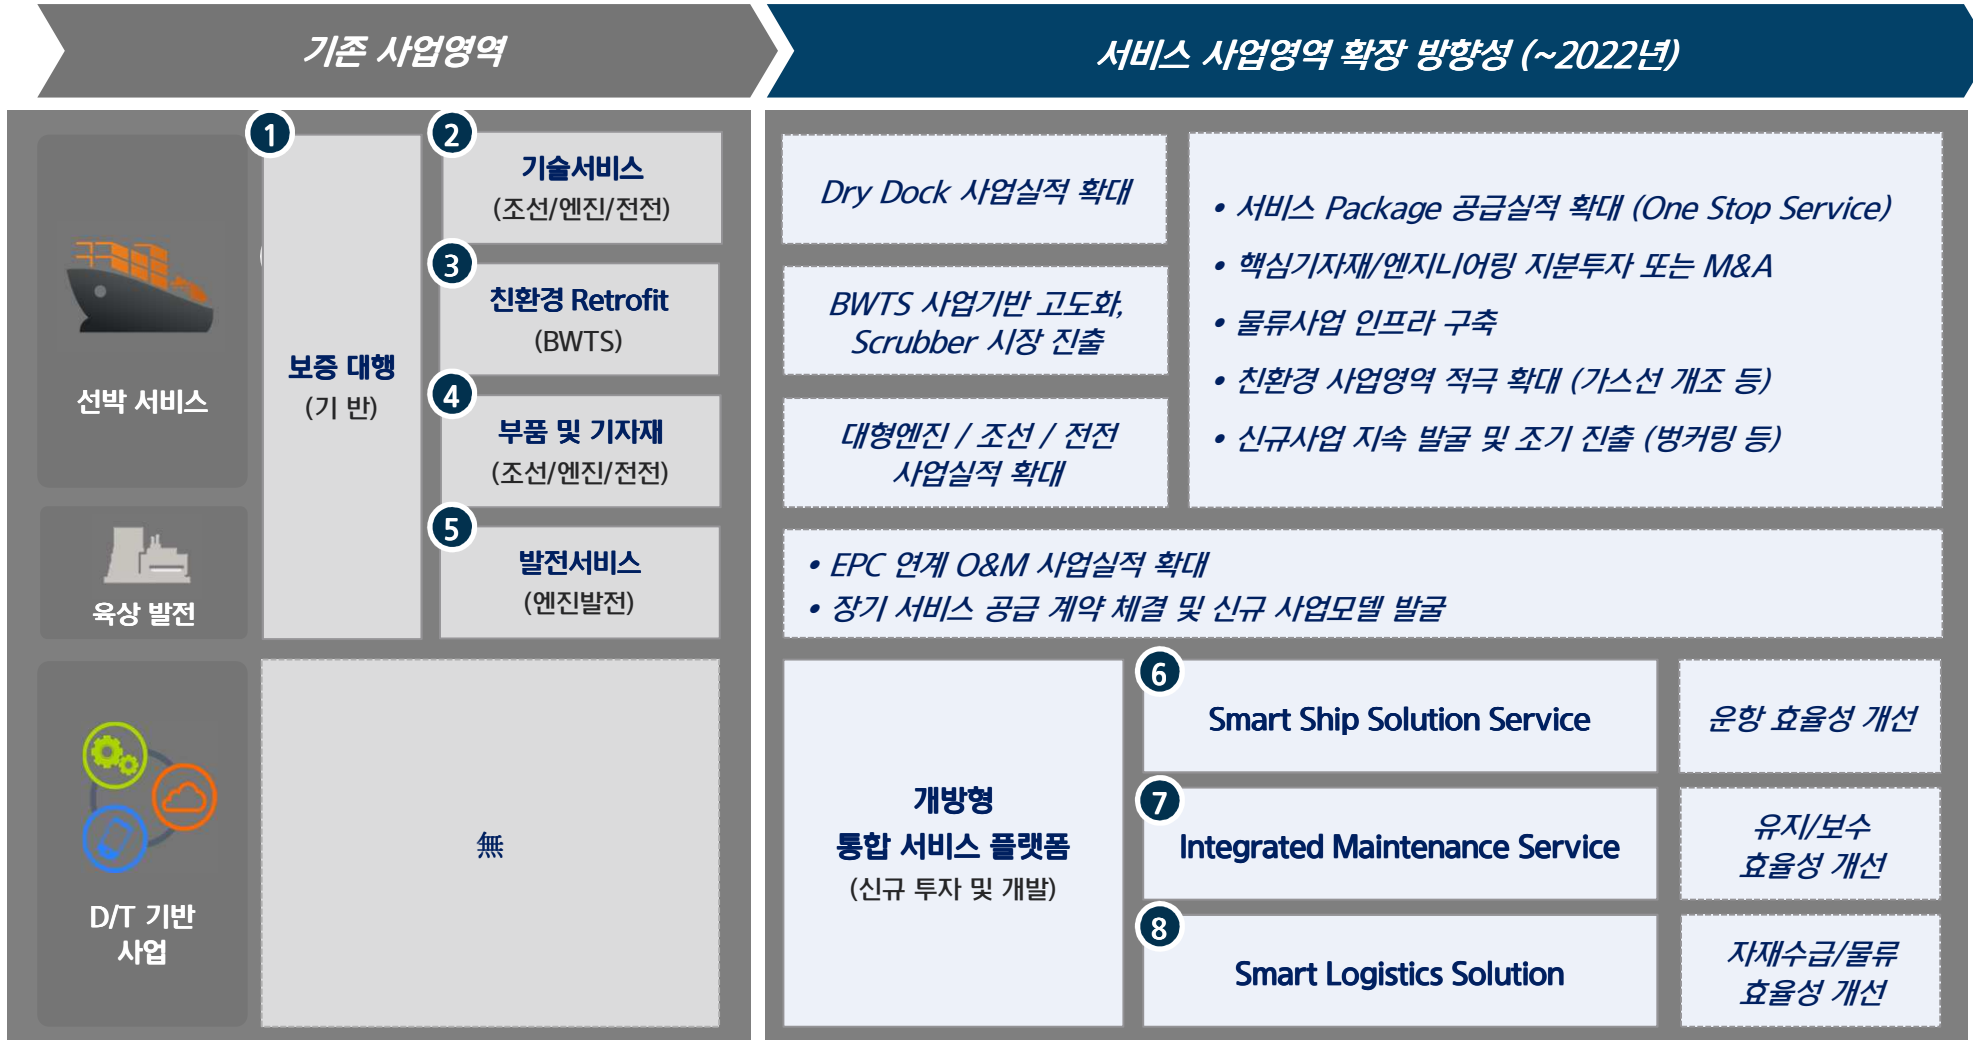 기존 사업영역
서비스 사업영역 확장 방향성 (~2022년)
선박 서비스
1
보증 대행
(기 반)
2
기술서비스
(조선/엔진/전전)
3
친환경 Retrofit
(BWTS)
4
부품 및 기자재
(조선/엔진/전전)
Dry Dock 사업실적 확대
BWTS 사업기반 고도화,
Scrubber 시장 진출
대형엔진 / 조선 / 전전
사업실적 확대
• 서비스 Package 공급실적 확대 (One Stop Service)
• 핵심기자재/엔지니어링 지분투자 또는 M&A
• 물류사업 인프라 구축
• 친환경 사업영역 적극 확대 (가스선 개조 등)
• 신규사업 지속 발굴 및 조기 진출 (벙커링 등)
육상 발전
5
발전서비스
(엔진발전)
• EPC 연계 O&M 사업실적 확대
• 장기 서비스 공급 계약 체결 및 신규 사업모델 발굴
D/T 기반
사업
無
개방형
통합 서비스 플랫폼
(신규 투자 및 개발)
6
Smart Ship Solution Service
운항 효율성 개선
7
Integrated Maintenance Service
유지/보수
효율성 개선
8
Smart Logistics Solution
자재수급/물류
효율성 개선